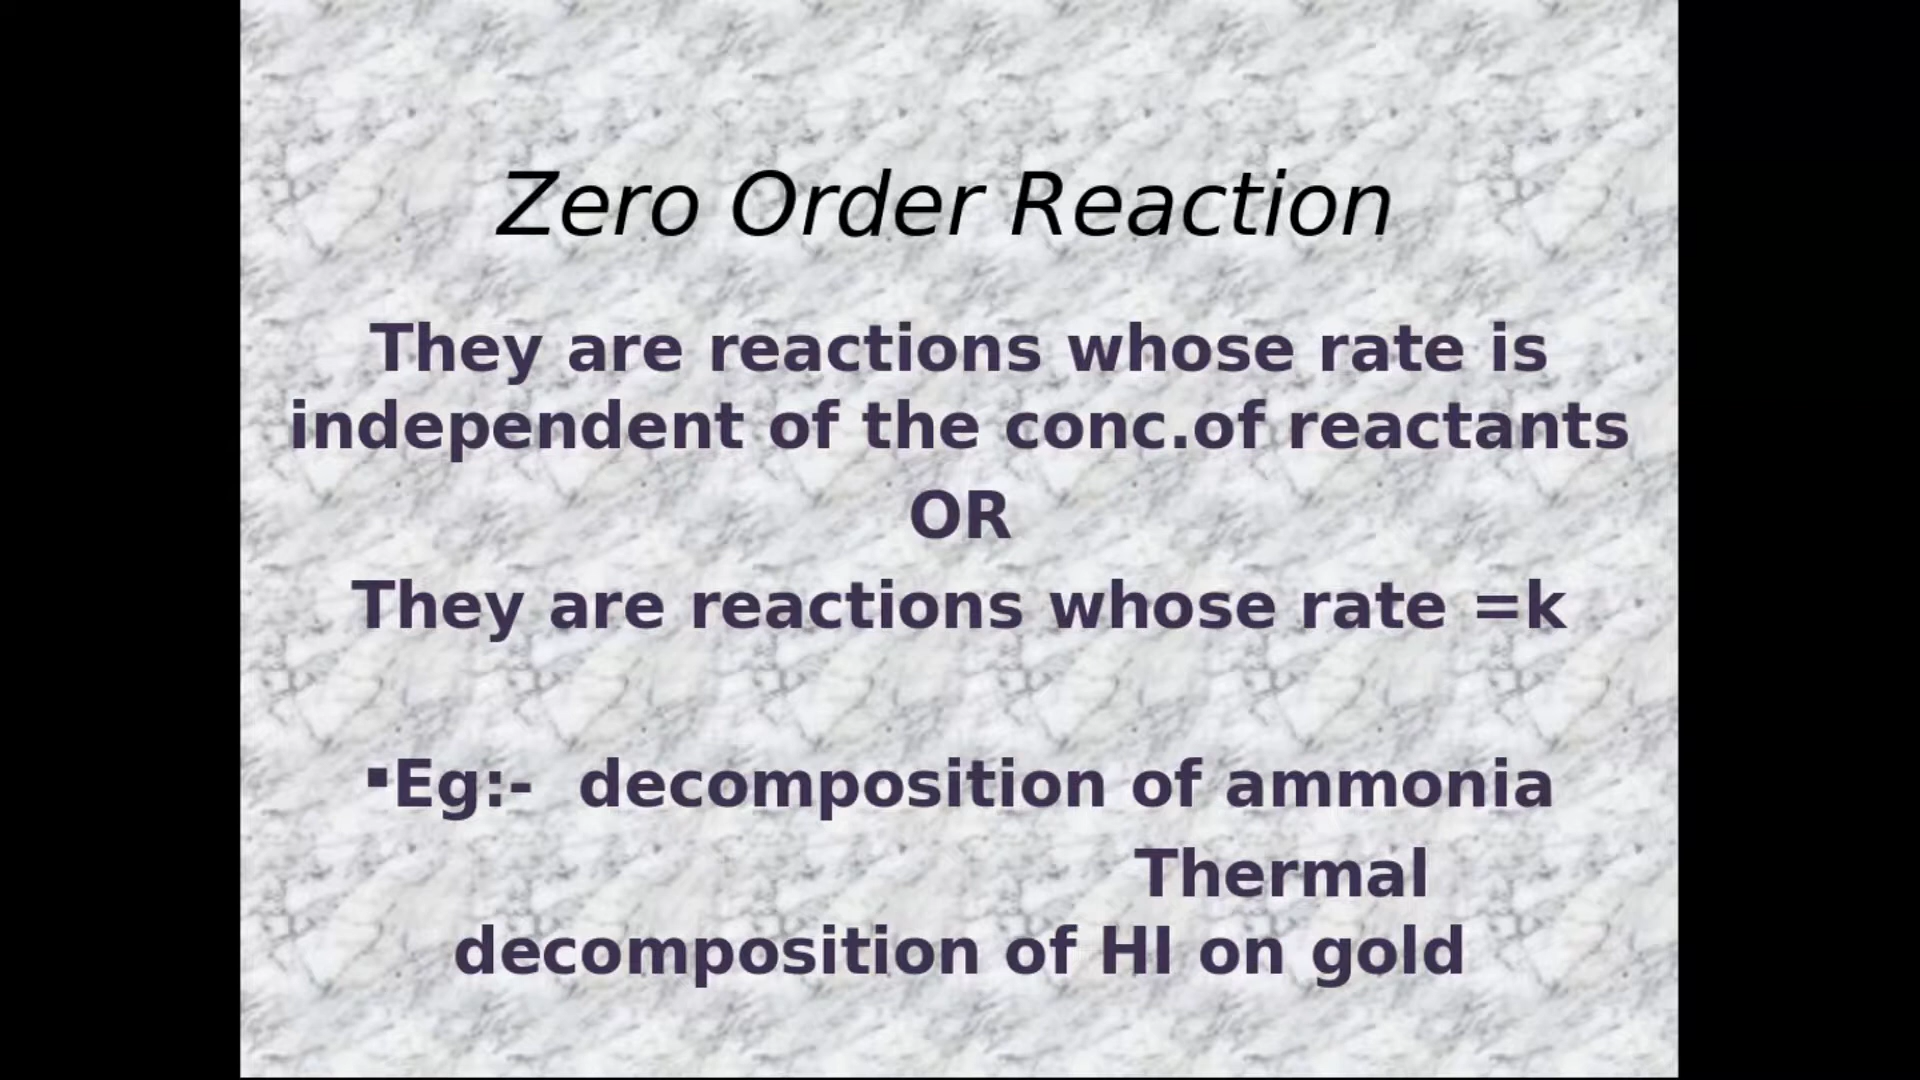 Zero Order Reaction
They are reactions whose rate is
independent of the conc.of reactants
OR
They are reactions whose rate =k
▪Eg:-  decomposition of ammonia
Thermal
decomposition of HI on gold